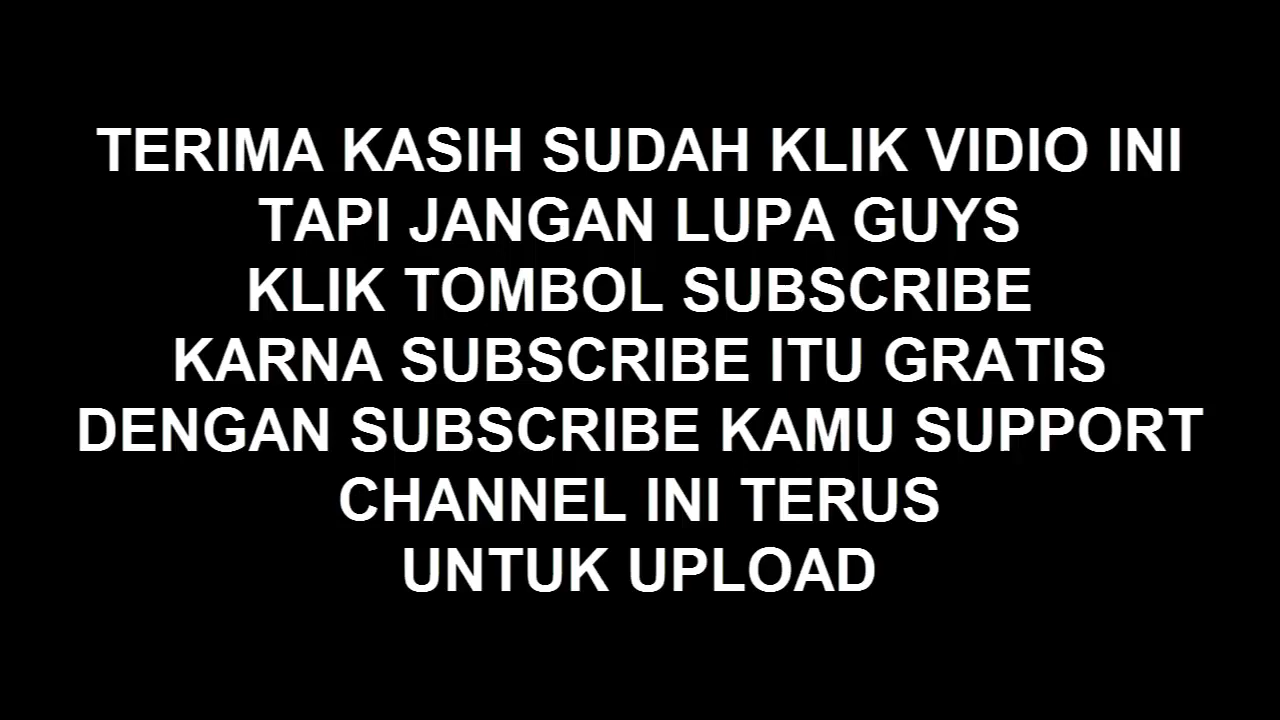 TERIMA KASIH SUDAH KLIK VIDIO INI
TAPI JANGAN LUPA GUYS
KLIK TOMBOL SUBSCRIBE
KARNA SUBSCRIBE ITU GRATIS
DENGAN SUBSCRIBE KAMU SUPPORT
CHANNEL INI TERUS
UNTUK UPLOAD